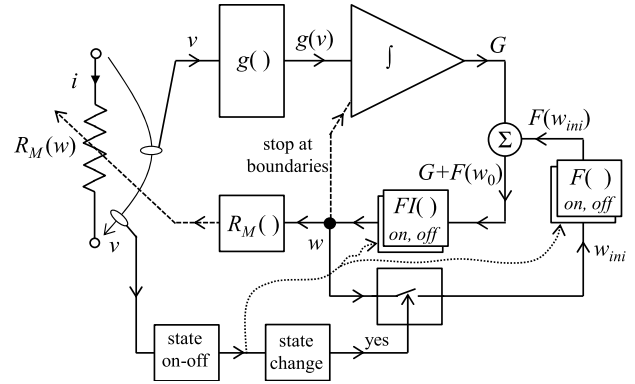 v
g( )
g(v)
∫
G
i
R_M(w)
stop at
boundaries
Σ
F(w_ini)
G+F(w_0)
F( )
on, off
FI( )
on, off
R_M( )
w
v
w_ini
state
on-off
state
change
yes